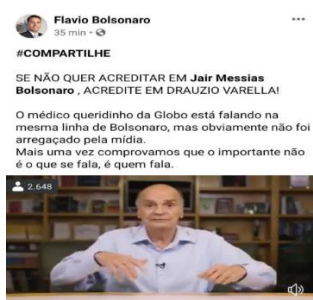 Flavio Bolsonaro
35 min •
#COMPARTILHE
SE NÃO QUER ACREDITAR EM Jair Messias
Bolsonaro , ACREDITE EM DRAUZIO VARELLA!
O médico queridinho da Globo está falando na
mesma linha de Bolsonaro, mas obviamente não foi
arregaçado pela mídia.
Mais uma vez comprovamos que o importante não
é o que se fala, é quem fala.
2.648